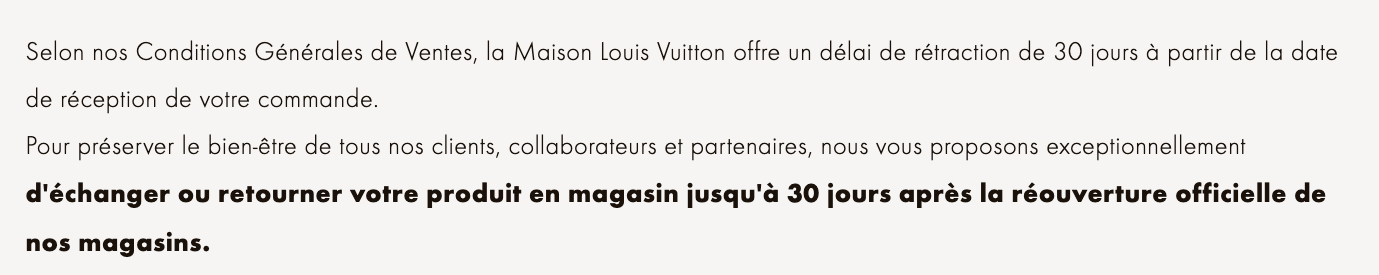 Selon nos Conditions Générales de Ventes, la Maison Louis Vuitton offre un délai de rétraction de 30 jours à partir de la date
de réception de votre commande.
Pour préserver le bien-être de tous nos clients, collaborateurs et partenaires, nous vous proposons exceptionnellement
d'échanger ou retourner votre produit en magasin jusqu'à 30 jours après la réouverture officielle de
nos magasins.